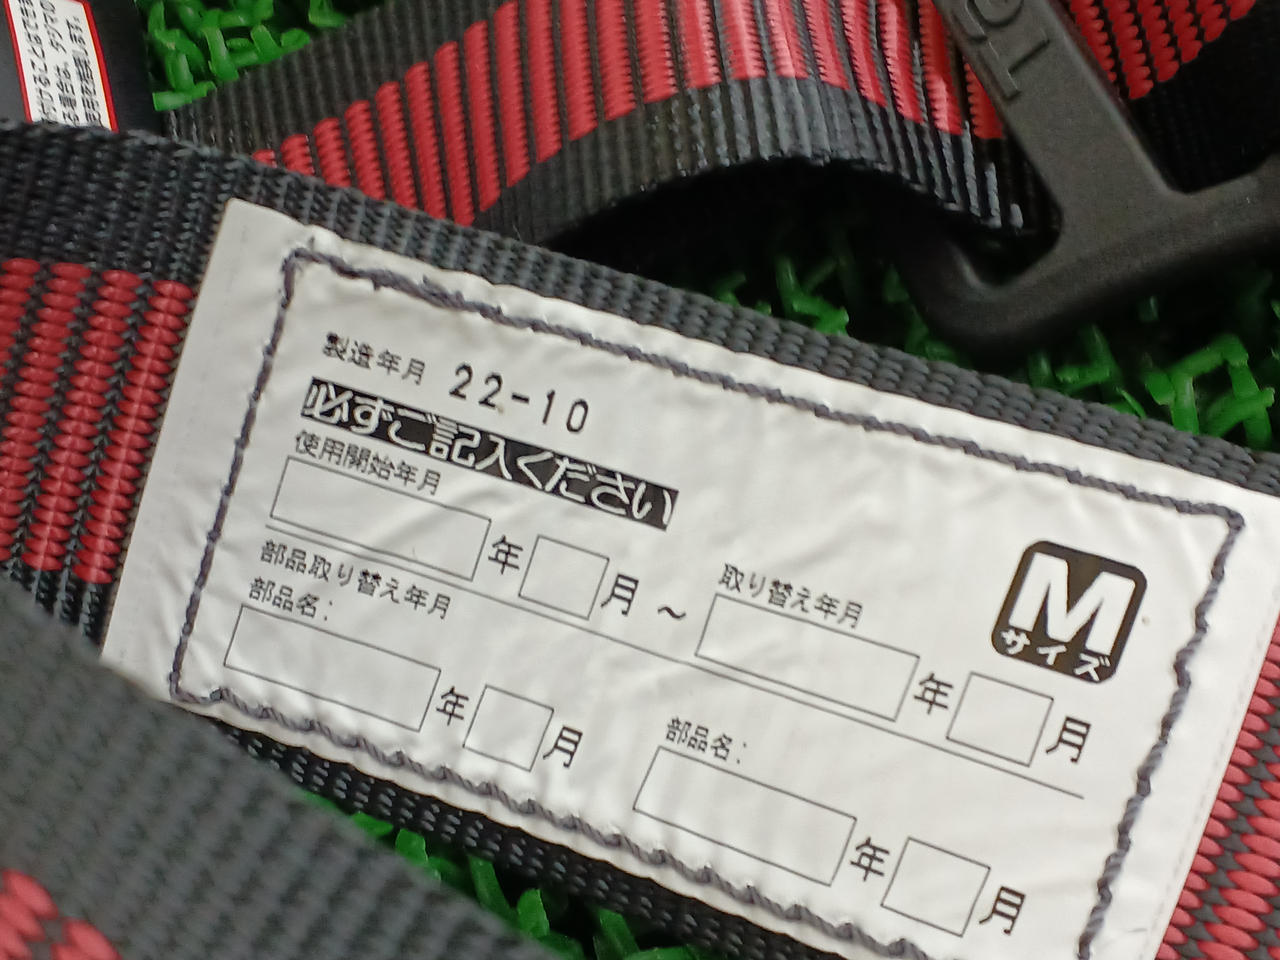 製造年月 22-10
必ずご記入ください
使用開始年月
年 月 ~
取り替え年月
年 月
M
サイズ
部品取り替え年月
部品名:
年 月
部品名:
年 月